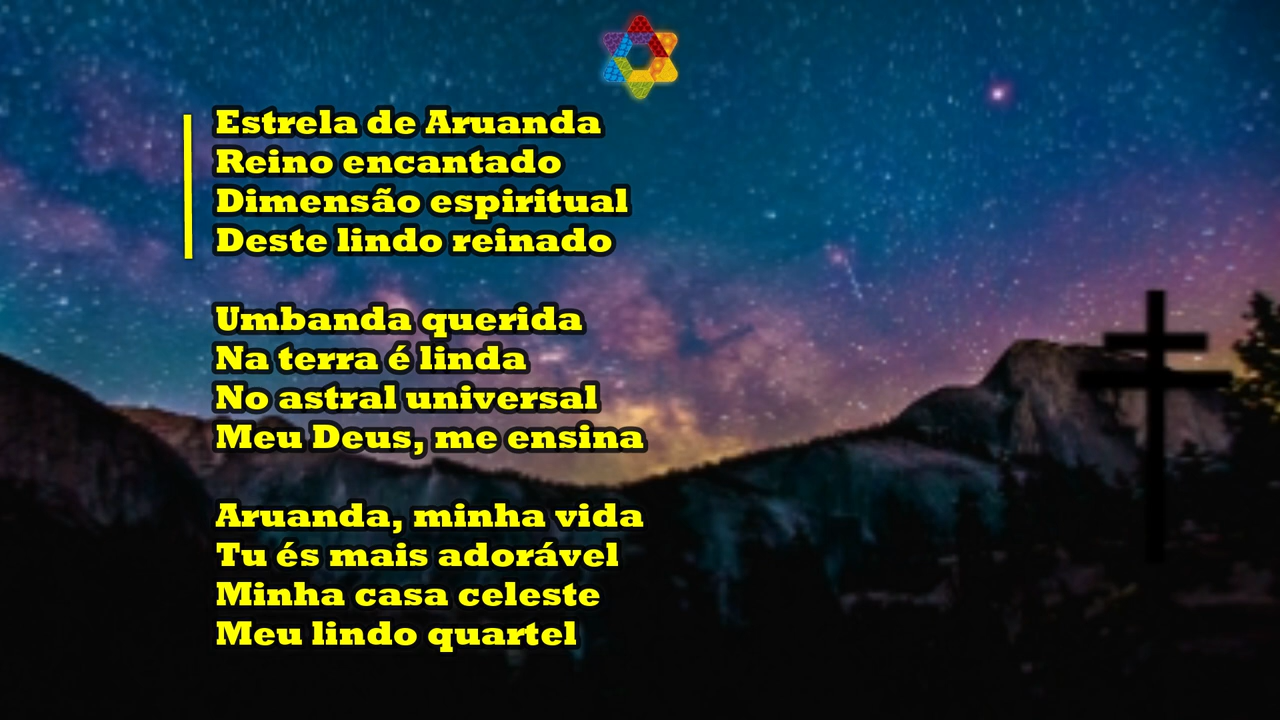 Estrela de Aruanda
Reino encantado
Dimensão espiritual
Deste lindo reinado
Umbanda querida
Na terra é linda
No astral universal
Meu Deus, me ensina
Aruanda, minha vida
Tu és mais adorável
Minha casa celeste
Meu lindo quartel